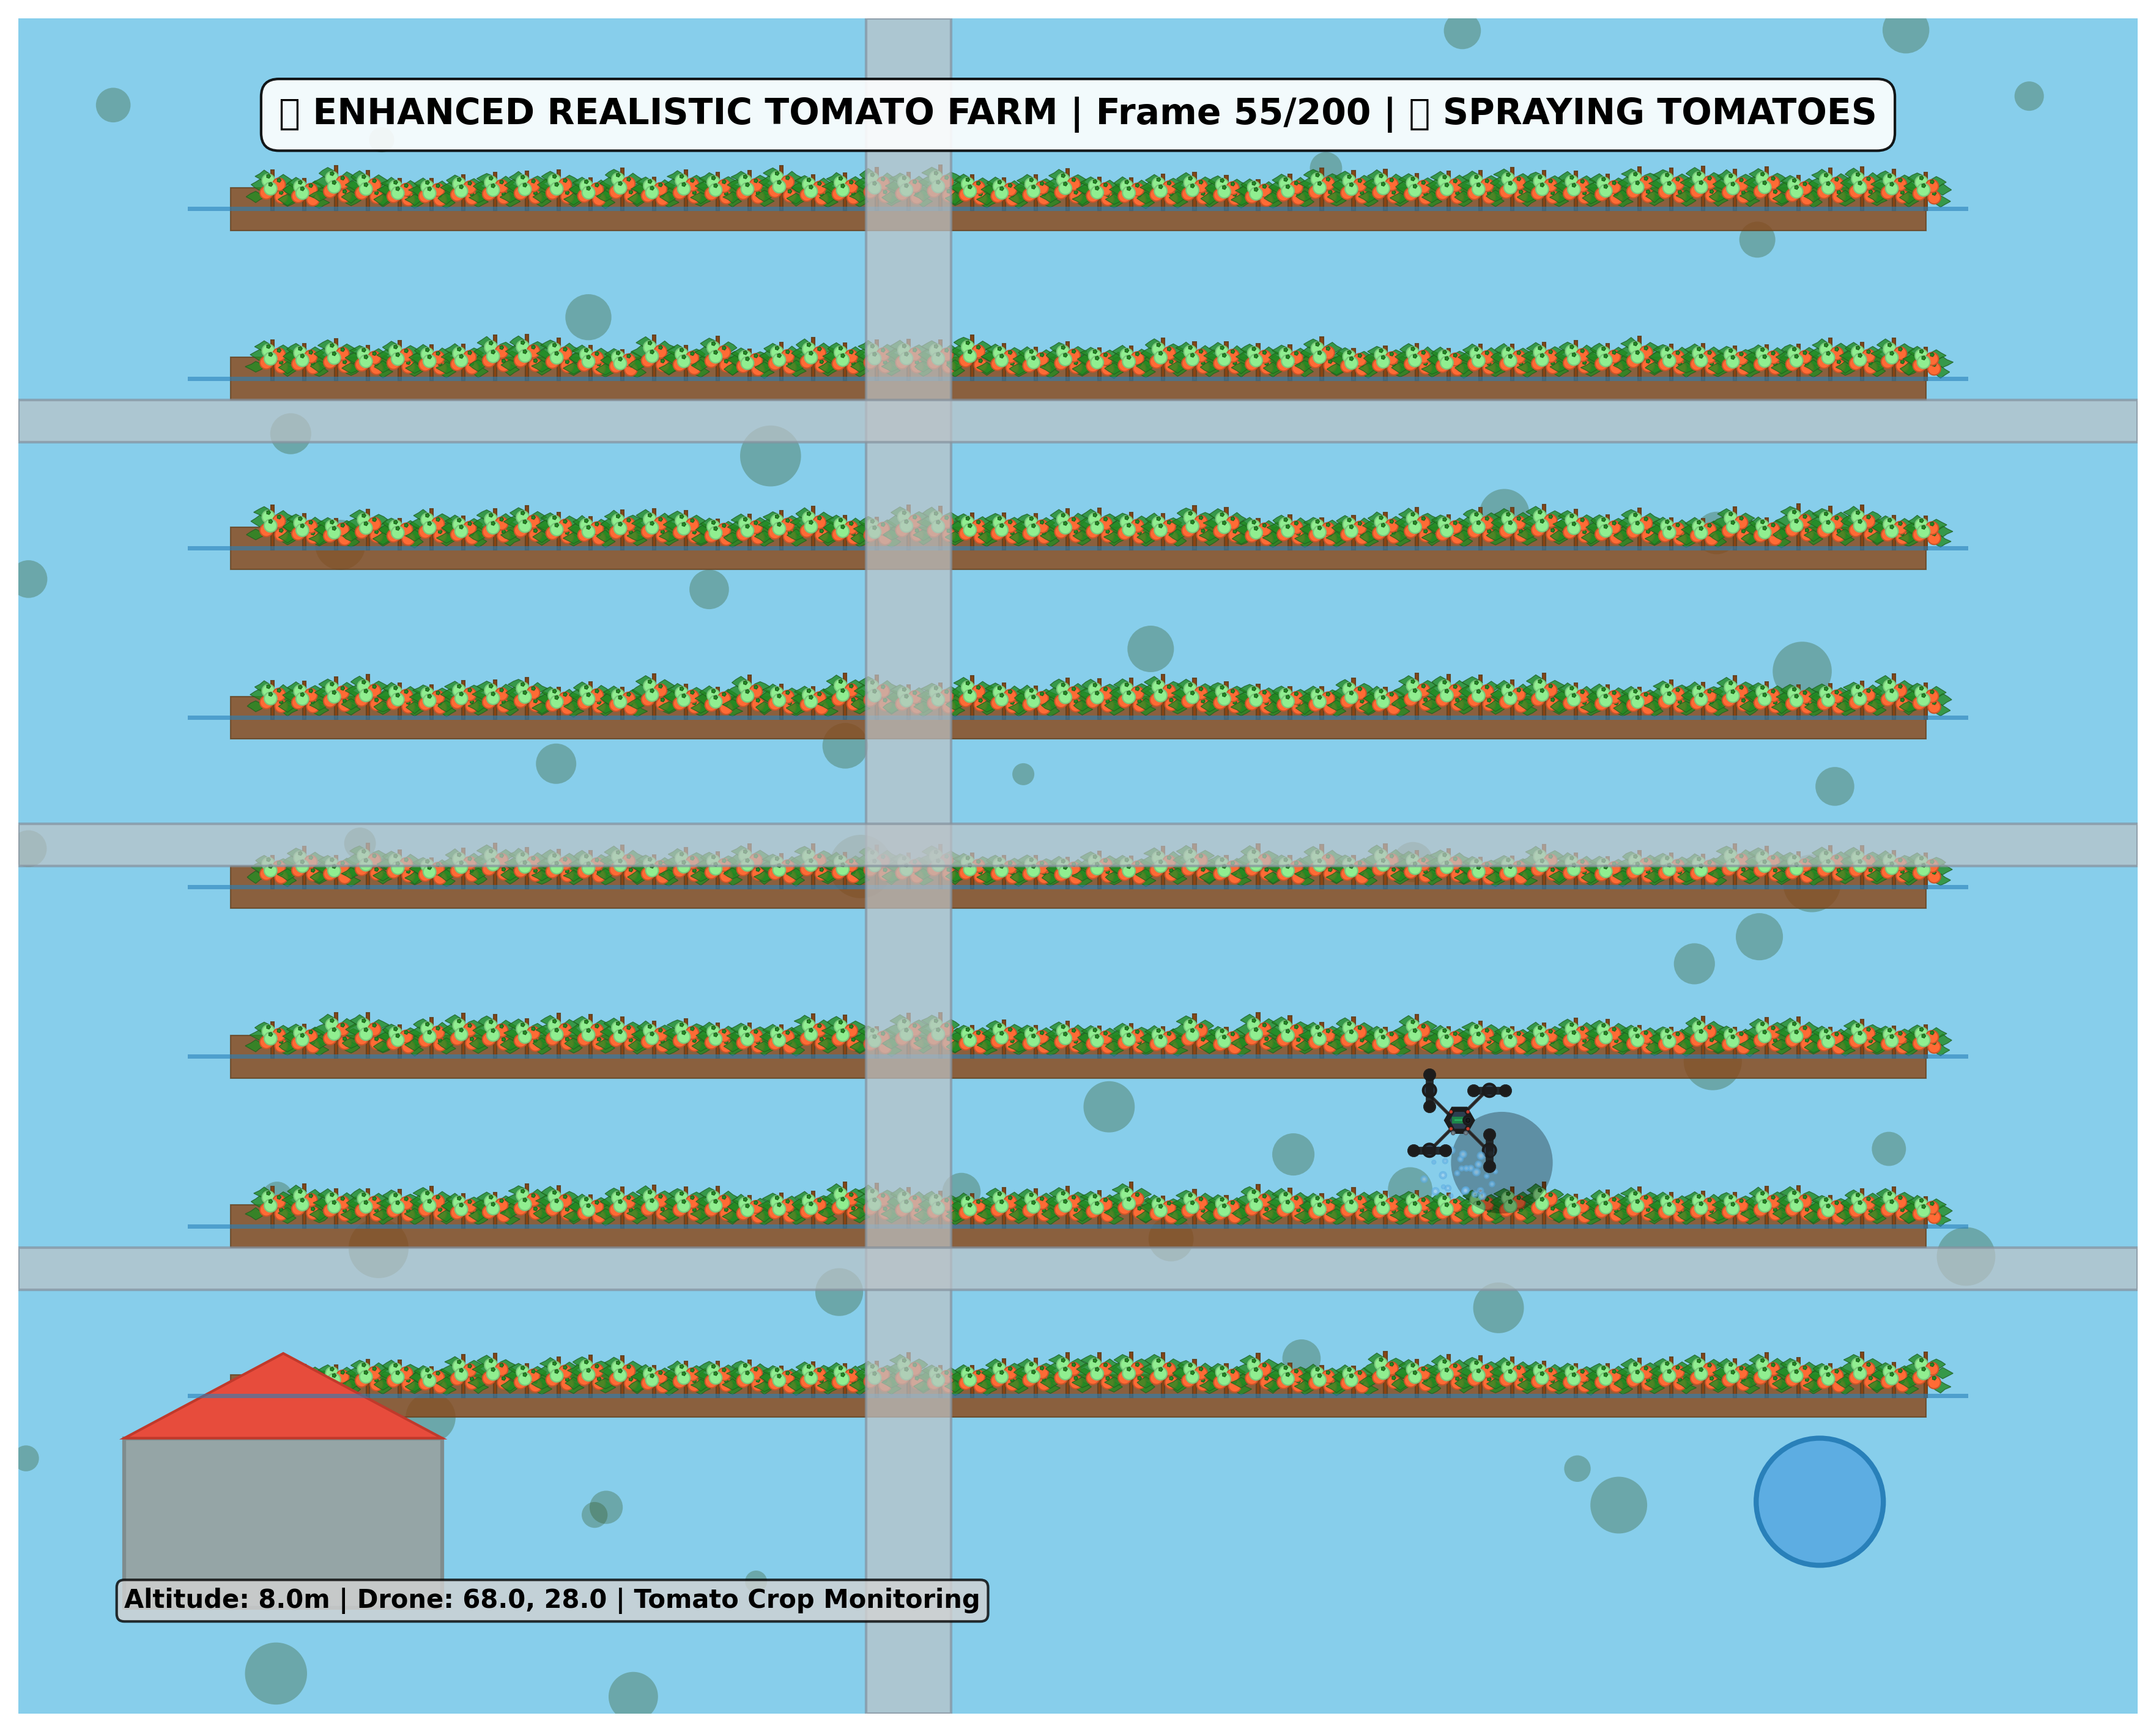 ▯ ENHANCED REALISTIC TOMATO FARM | Frame 55/200 | ▯ SPRAYING TOMATOES
Altitude: 8.0m | Drone: 68.0, 28.0 | Tomato Crop Monitoring